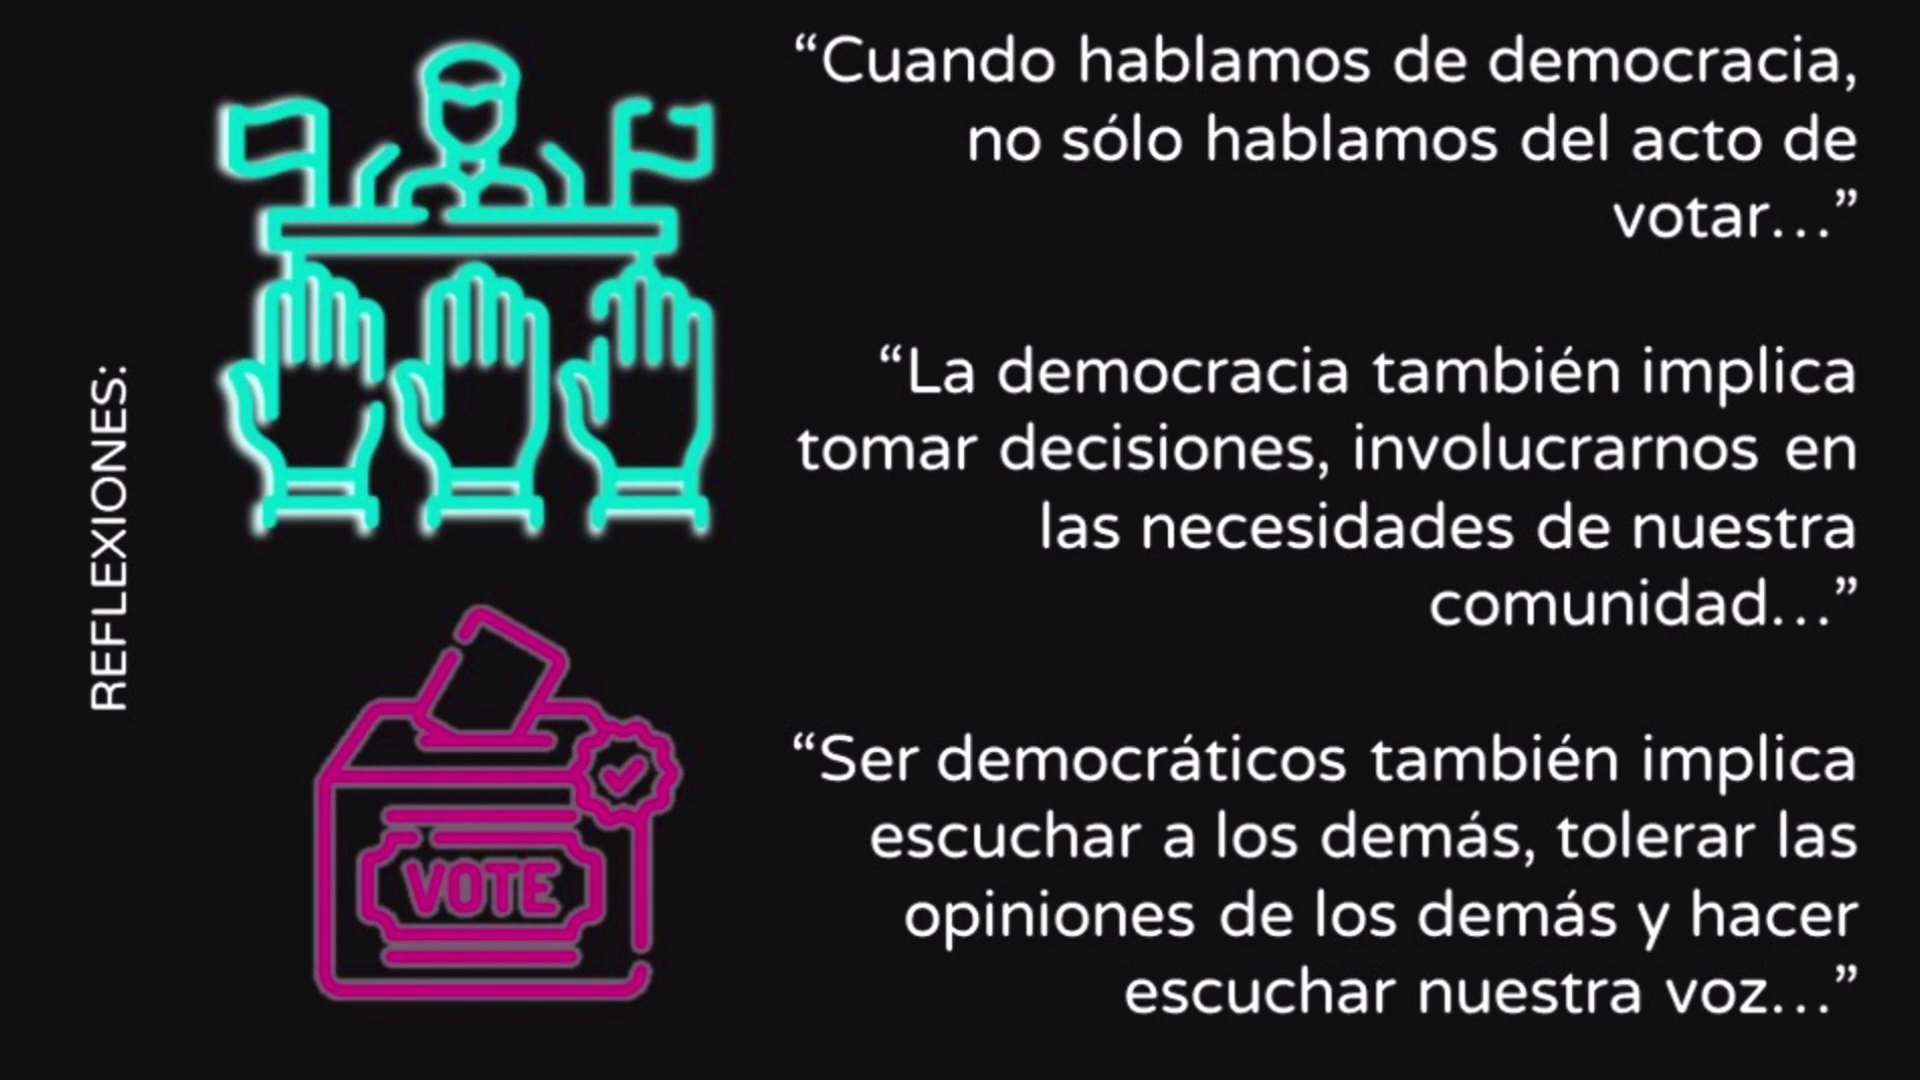 REFLEXIONES:
“Cuando hablamos de democracia,
no sólo hablamos del acto de
votar...”
“La democracia también implica
tomar decisiones, involucrarnos en
las necesidades de nuestra
comunidad...”
“Ser democráticos también implica
escuchar a los demás, tolerar las
opiniones de los demás y hacer
escuchar nuestra voz...”
VOTE